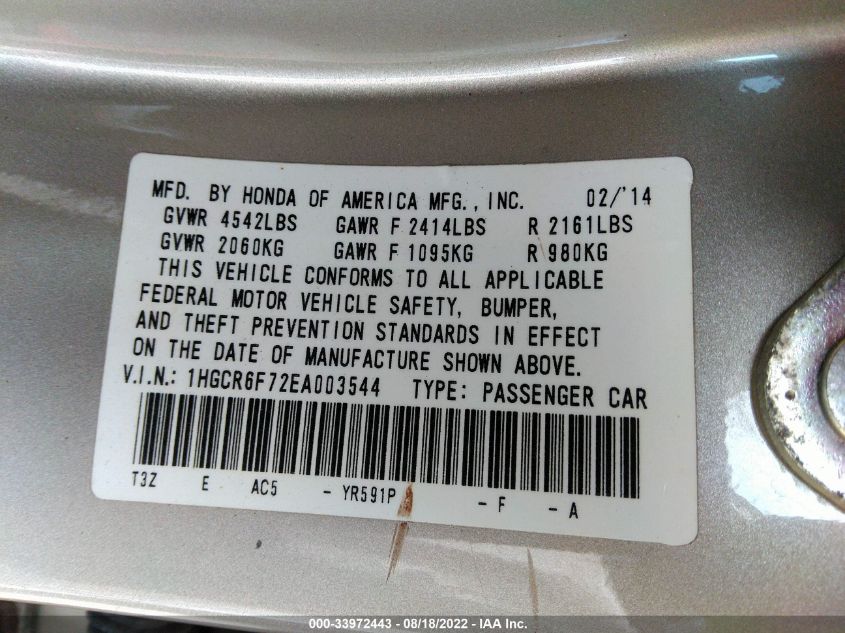 MFD. BY HONDA OF AMERICA MFG., INC. 02/'14
GVWR 4542LBS GAWR F 2414LBS R 2161LBS
GVWR 2060KG GAWR F 1095KG R 980KG
THIS VEHICLE CONFORMS TO ALL APPLICABLE
FEDERAL MOTOR VEHICLE SAFETY, BUMPER,
AND THEFT PREVENTION STANDARDS IN EFFECT
ON THE DATE OF MANUFACTURE SHOWN ABOVE.
V.I.N.: 1HGCR6F72EA003544 TYPE: PASSENGER CAR
T3Z E AC5 - YR591P - F - A
000-33972443 - 08/18/2022 - IAA Inc.